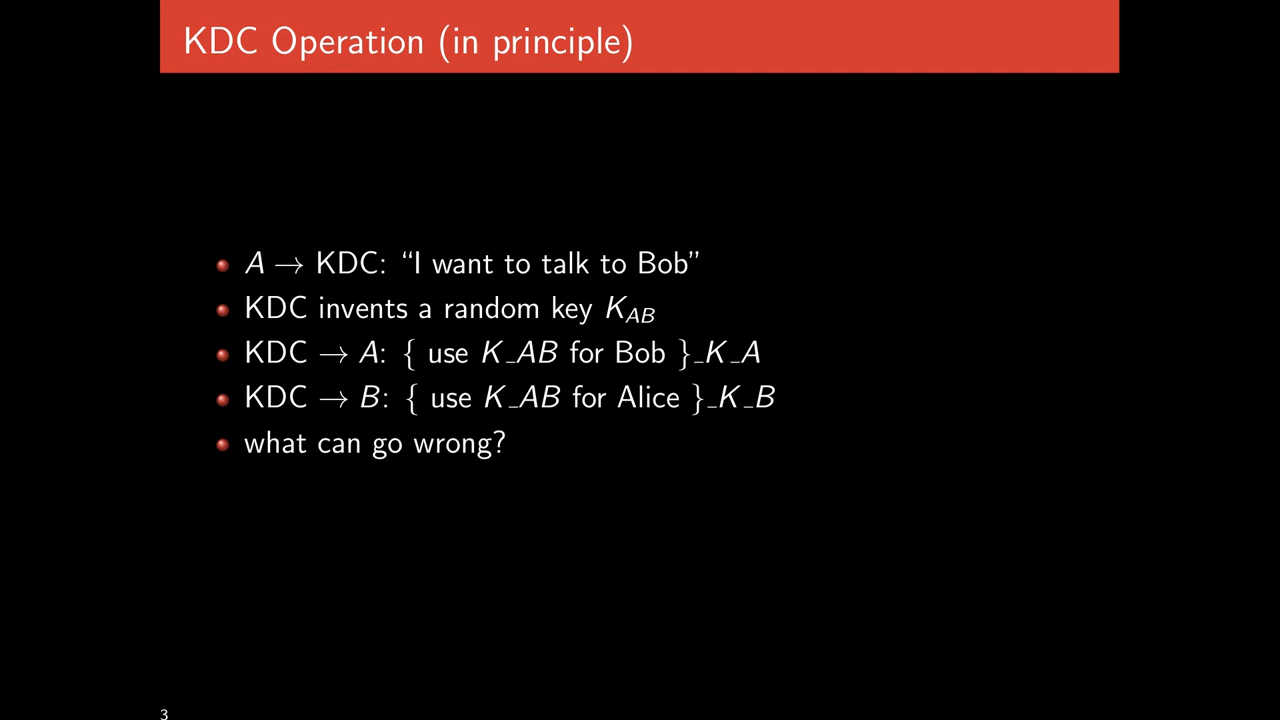 KDC Operation (in principle)
A → KDC: “I want to talk to Bob”
KDC invents a random key K_AB
KDC → A: { use K_AB for Bob }_K_A
KDC → B: { use K_AB for Alice }_K_B
what can go wrong?
3